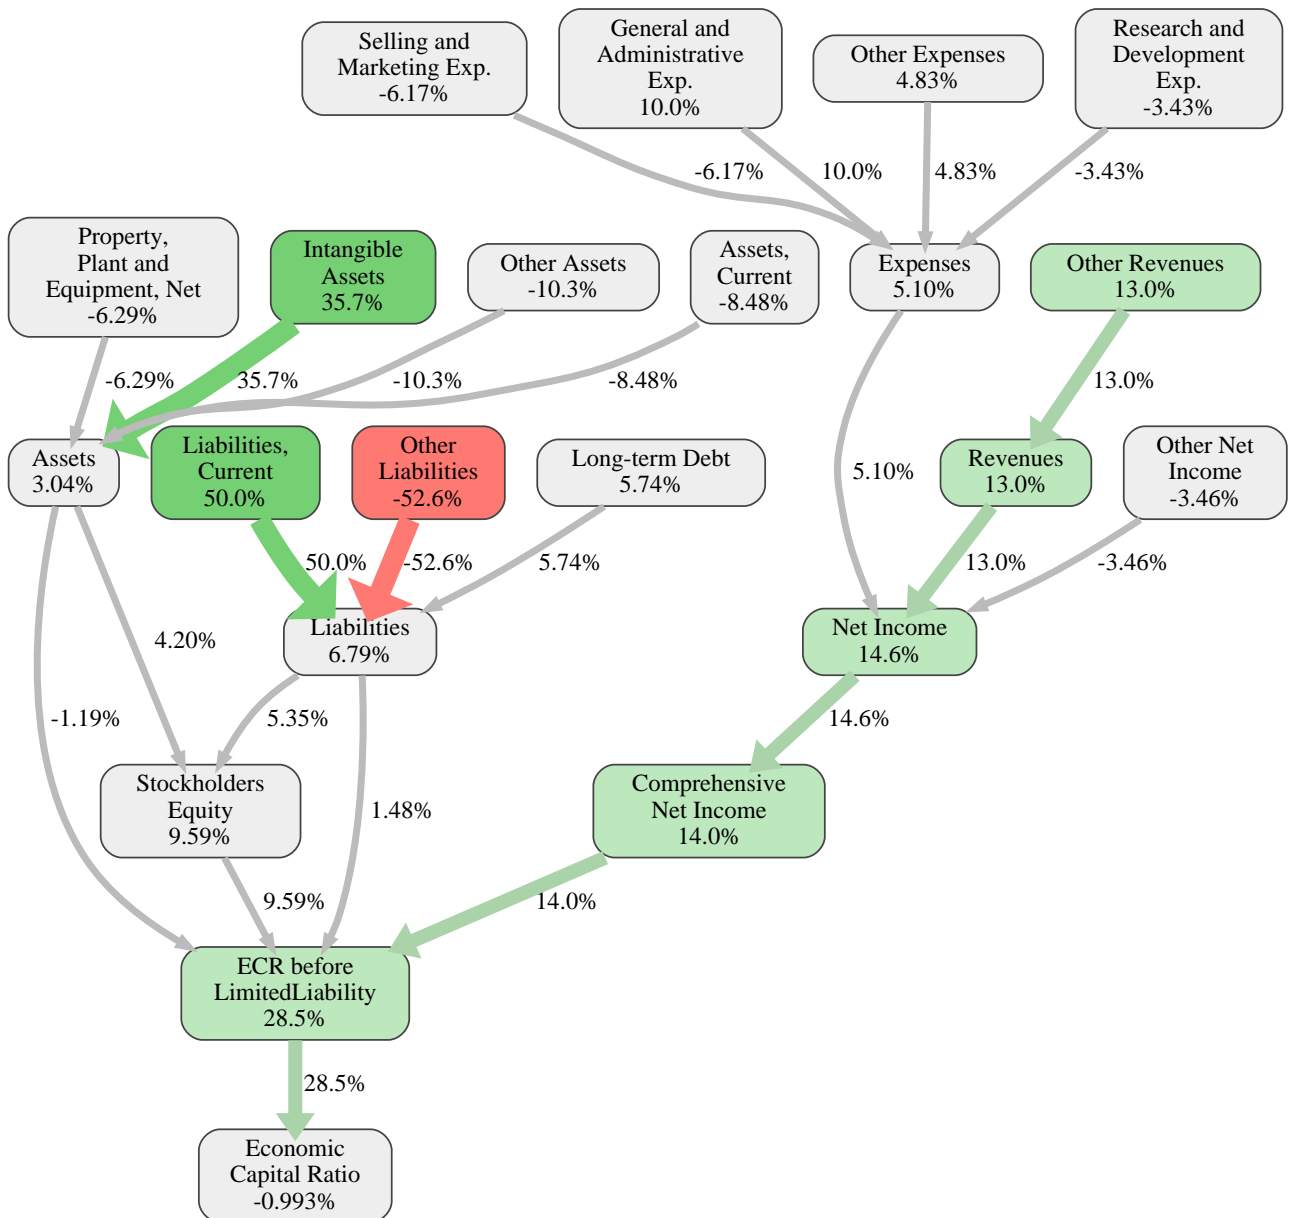 Selling and
Marketing Exp.
-6.17%
General and
Administrative
Exp.
10.0%
Other Expenses
4.83%
Research and
Development
Exp.
-3.43%
-6.17%
10.0%
4.83%
-3.43%
Property,
Plant and
Equipment, Net
-6.29%
Intangible
Assets
35.7%
Other Assets
-10.3%
Assets,
Current
-8.48%
Expenses
5.10%
Other Revenues
13.0%
-6.29%
35.7%
-10.3%
-8.48%
13.0%
Assets
3.04%
Liabilities,
Current
50.0%
Other
Liabilities
-52.6%
Long-term Debt
5.74%
5.10%
Revenues
13.0%
Other Net
Income
-3.46%
50.0%
-52.6%
5.74%
13.0%
-3.46%
4.20%
Liabilities
6.79%
Net Income
14.6%
-1.19%
5.35%
14.6%
Stockholders
Equity
9.59%
1.48%
Comprehensive
Net Income
14.0%
9.59%
14.0%
ECR before
LimitedLiability
28.5%
28.5%
Economic
Capital Ratio
-0.993%